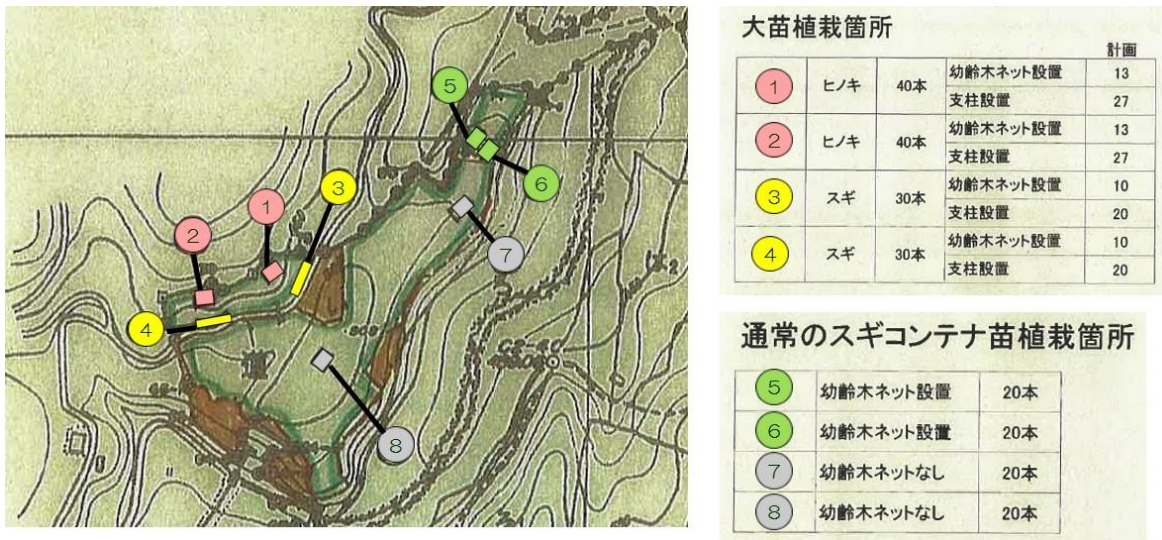 5
6
3
1
2
7
4
8
大苗植栽箇所
計画
1 ヒノキ 40本 幼齢木ネット設置 13
支柱設置 27
2 ヒノキ 40本 幼齢木ネット設置 13
支柱設置 27
3 スギ 30本 幼齢木ネット設置 10
支柱設置 20
4 スギ 30本 幼齢木ネット設置 10
支柱設置 20
通常のスギコンテナ苗植栽箇所
5 幼齢木ネット設置 20本
6 幼齢木ネット設置 20本
7 幼齢木ネットなし 20本
8 幼齢木ネットなし 20本